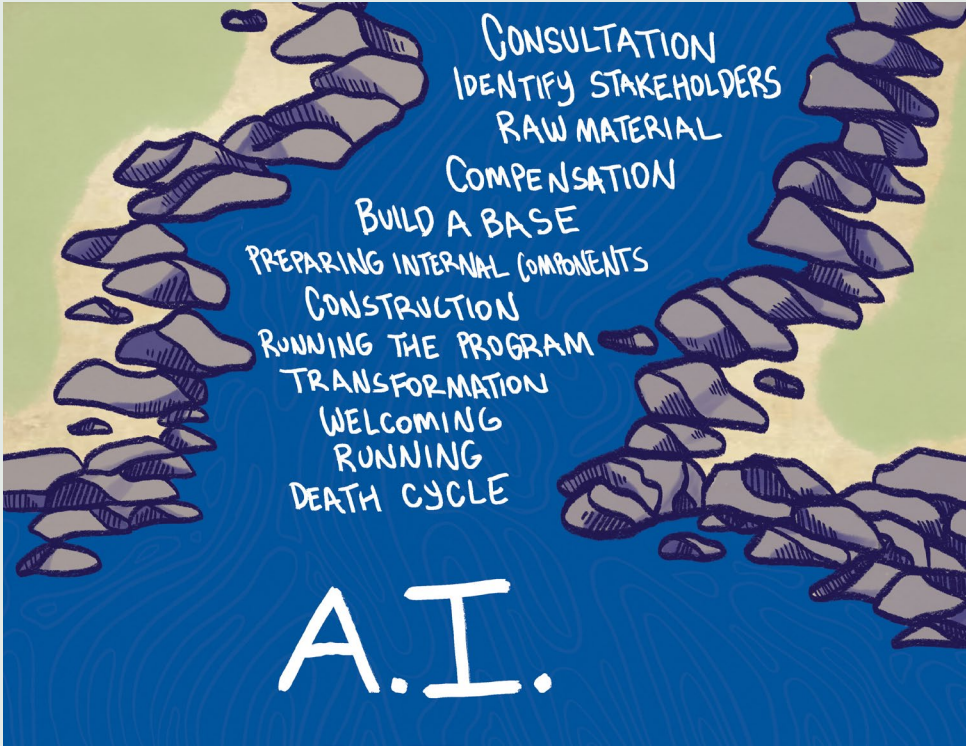 CONSULTATION
IDENTIFY STAKEHOLDERS
RAW MATERIAL
COMPENSATION
BUILD A BASE
PREPARING INTERNAL COMPONENTS
CONSTRUCTION
RUNNING THE PROGRAM
TRANSFORMATION
WELCOMING
RUNNING
DEATH CYCLE
A.I.